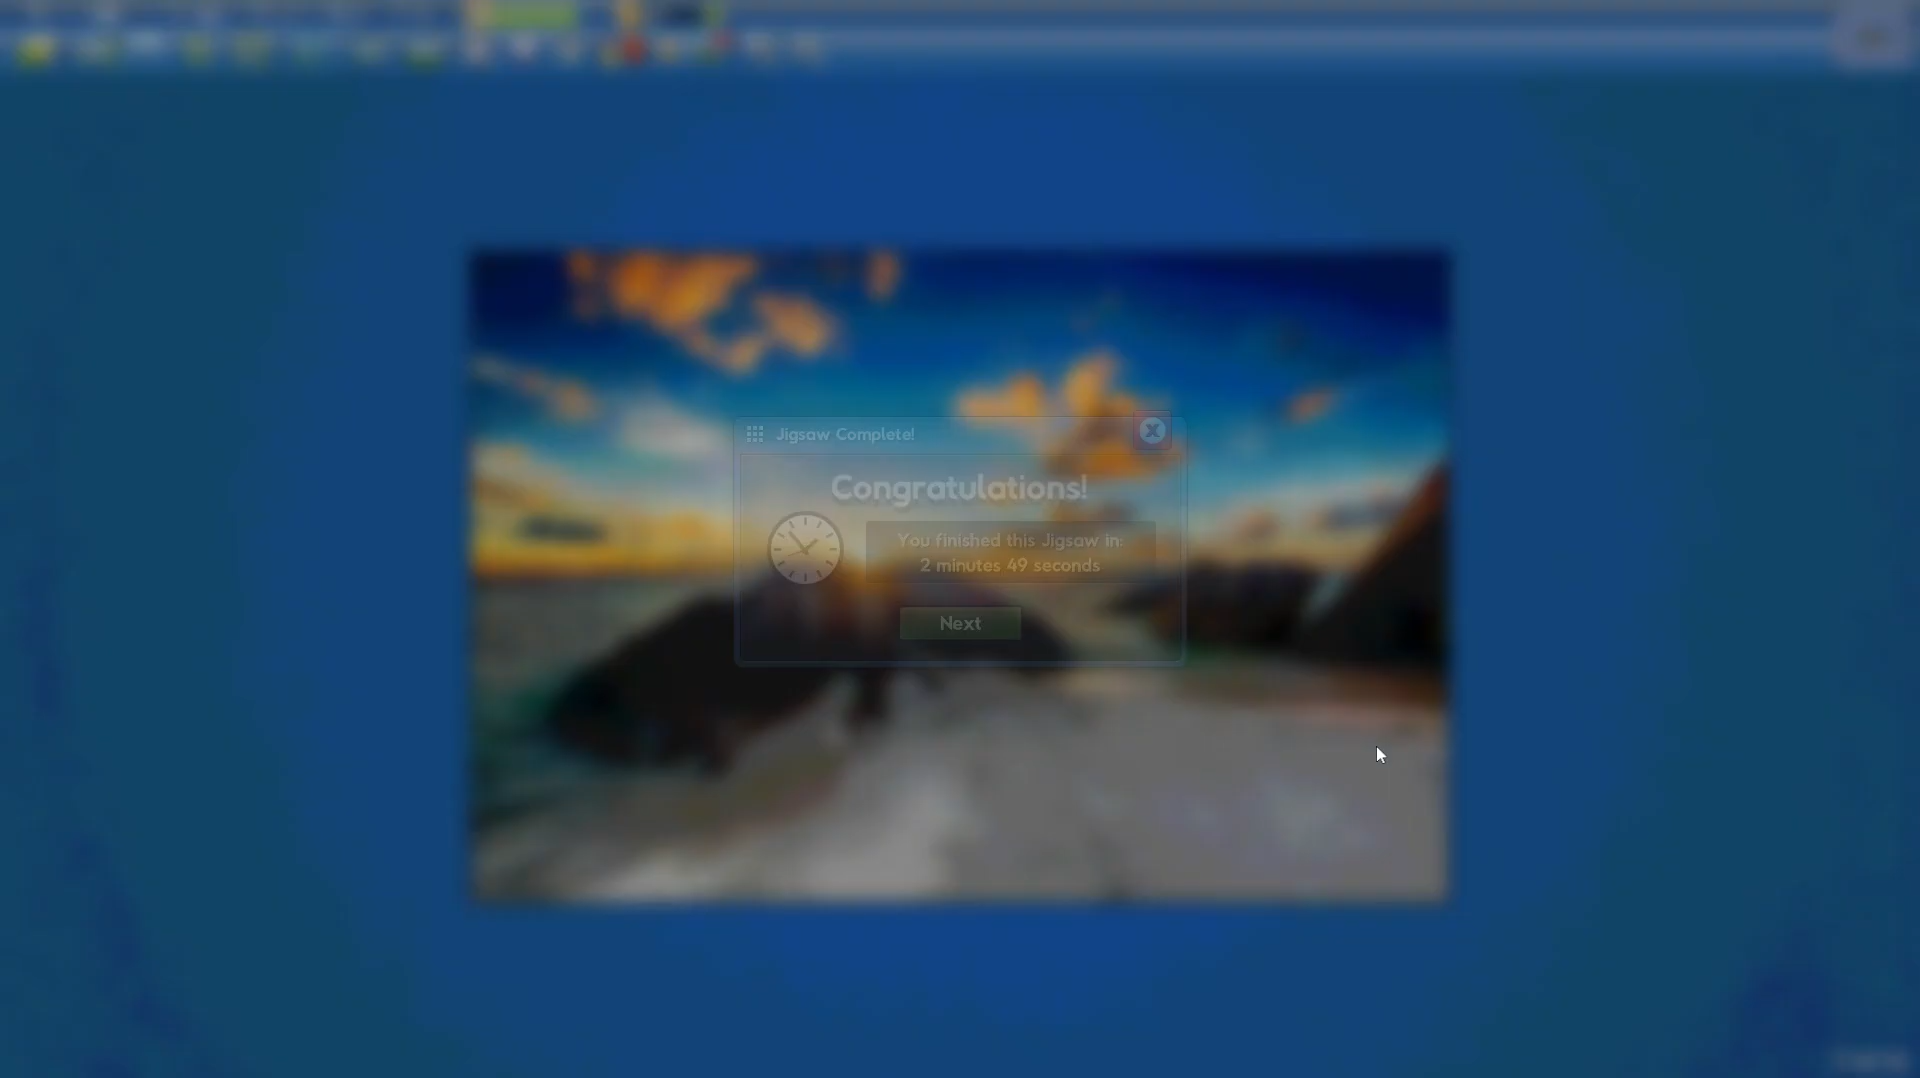 Jigsaw Complete!
Congratulations!
You finished this Jigsaw in:
2 minutes 49 seconds
Next